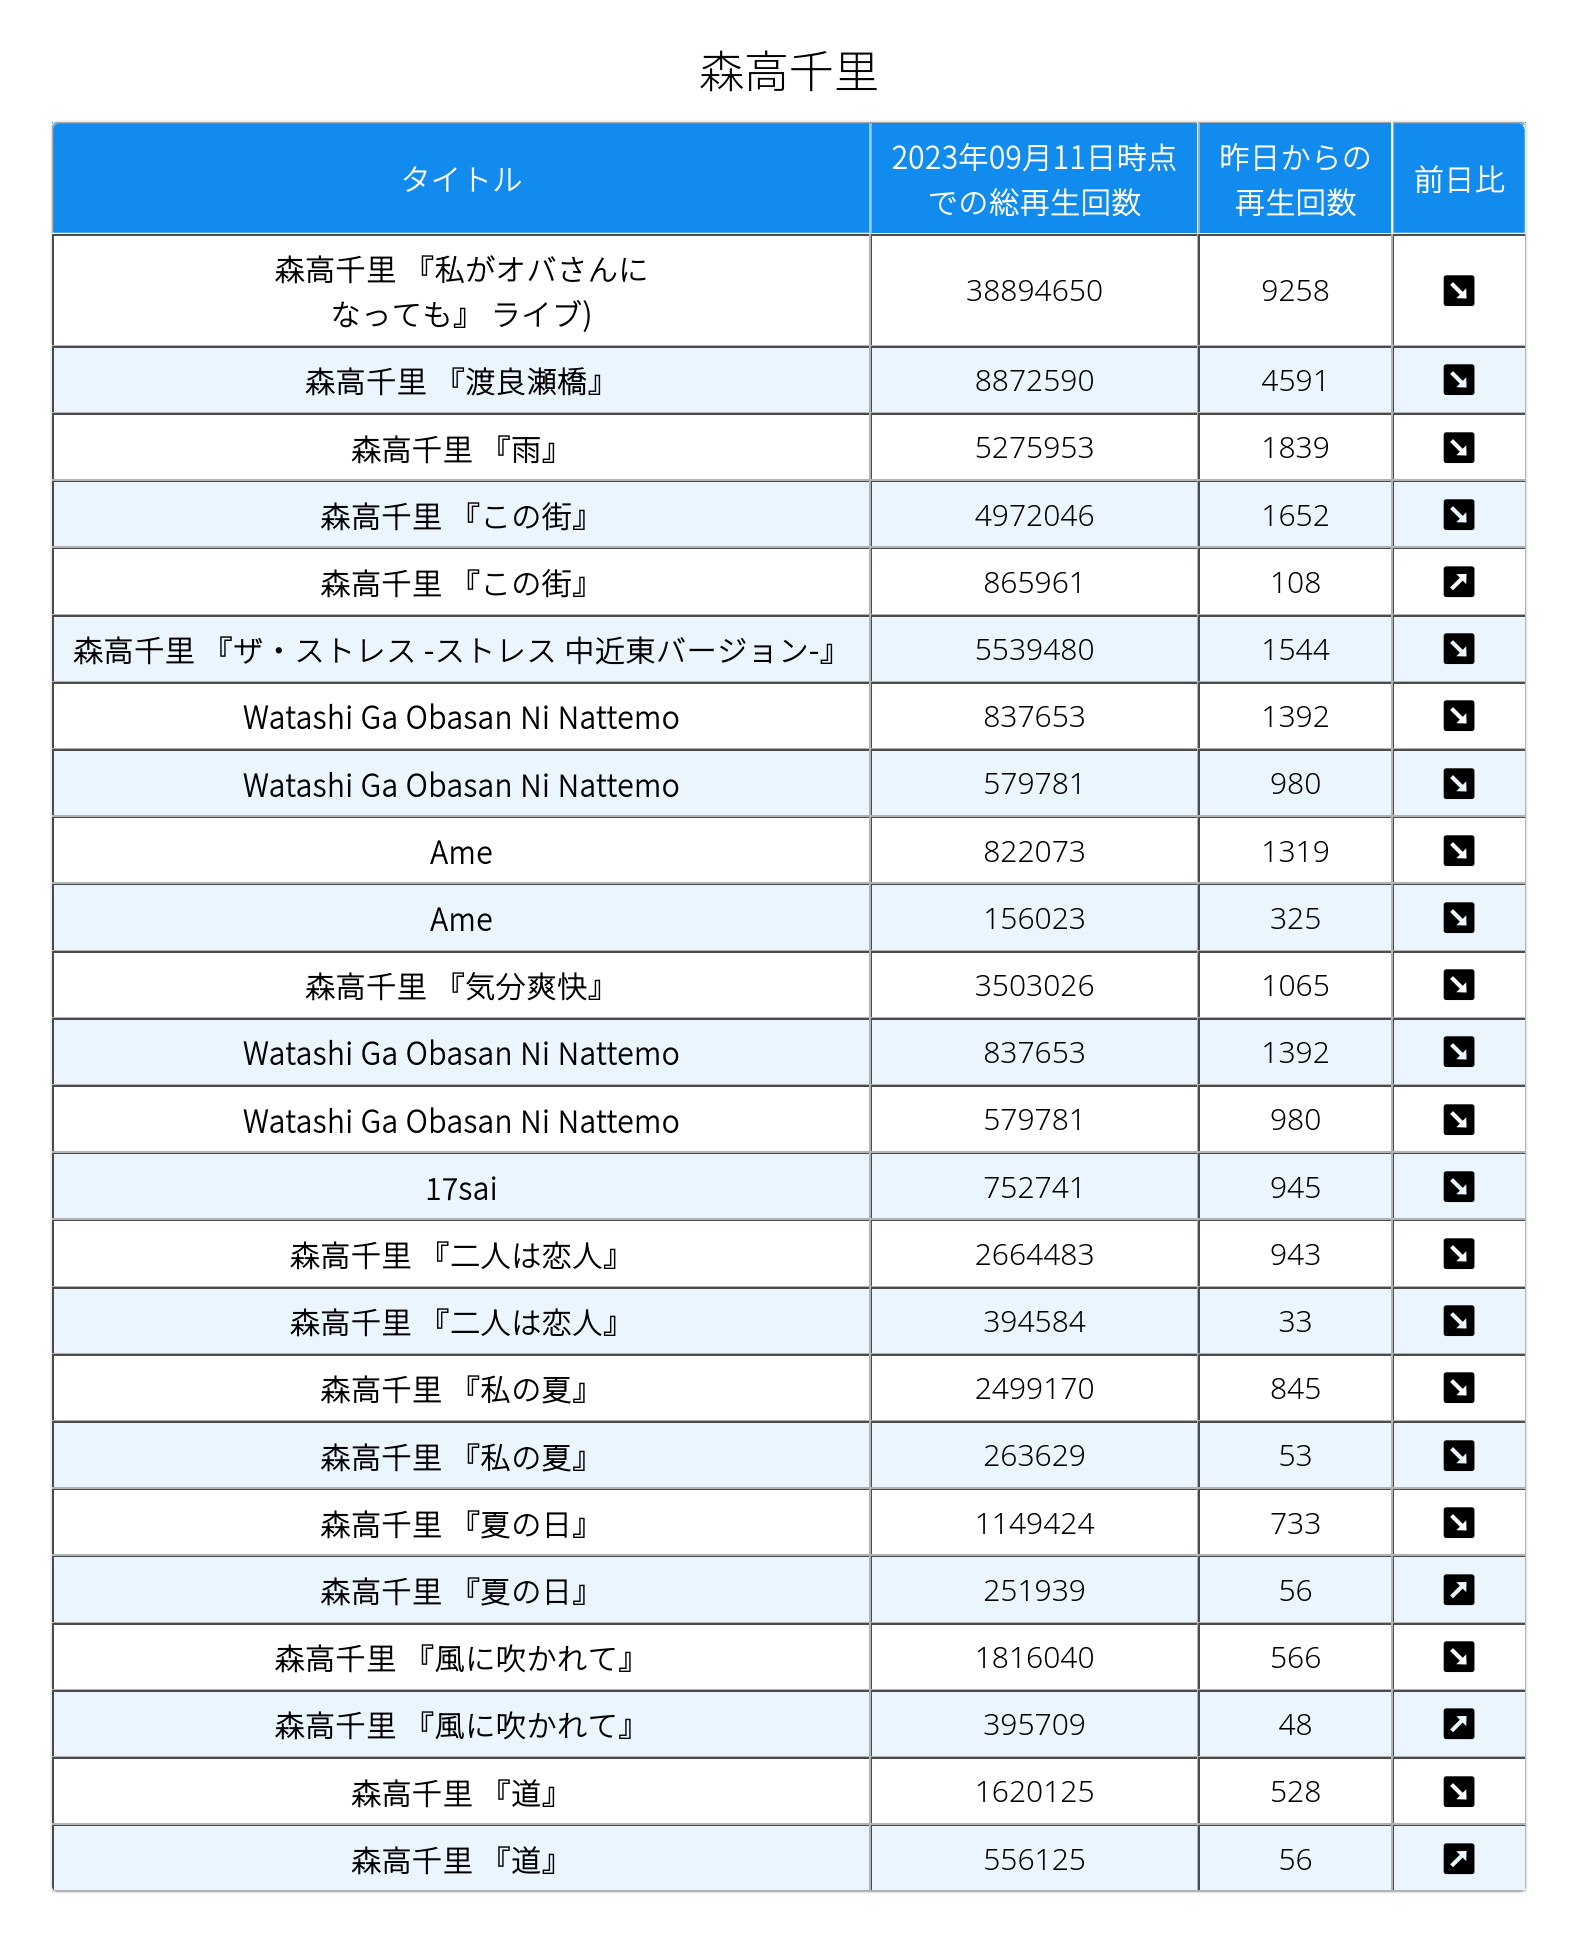 森高千里
タイトル
2023年09月11日時点
での総再生回数
昨日からの
再生回数
前日比
森高千里 『私がオバさんに
なっても』 ライブ)
38894650
9258
森高千里 『渡良瀬橋』
8872590
4591
森高千里 『雨』
5275953
1839
森高千里 『この街』
4972046
1652
森高千里 『この街』
865961
108
森高千里 『ザ・ストレス -ストレス 中近東バージョン-』
5539480
1544
Watashi Ga Obasan Ni Nattemo
837653
1392
Watashi Ga Obasan Ni Nattemo
579781
980
Ame
822073
1319
Ame
156023
325
森高千里 『気分爽快』
3503026
1065
Watashi Ga Obasan Ni Nattemo
837653
1392
Watashi Ga Obasan Ni Nattemo
579781
980
17sai
752741
945
森高千里 『二人は恋人』
2664483
943
森高千里 『二人は恋人』
394584
33
森高千里 『私の夏』
2499170
845
森高千里 『私の夏』
263629
53
森高千里 『夏の日』
1149424
733
森高千里 『夏の日』
251939
56
森高千里 『風に吹かれて』
1816040
566
森高千里 『風に吹かれて』
395709
48
森高千里 『道』
1620125
528
森高千里 『道』
556125
56